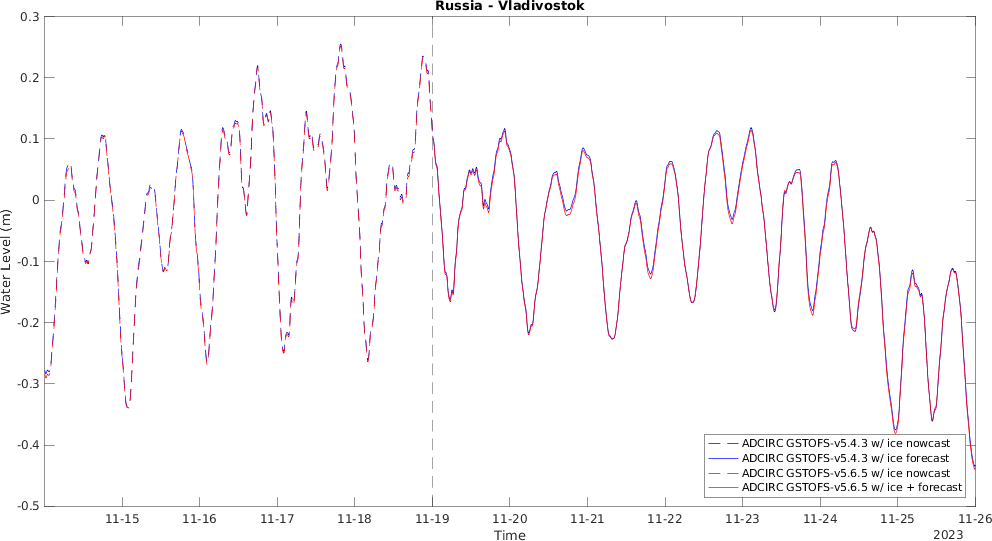 Russia - Vladivostok
0.3
0.2
0.1
0
-0.1
-0.2
-0.3
-0.4
-0.5
Water Level (m)
ADCIRC GSTOFS-v5.4.3 w/ ice nowcast
ADCIRC GSTOFS-v5.4.3 w/ ice forecast
ADCIRC GSTOFS-v5.6.5 w/ ice nowcast
ADCIRC GSTOFS-v5.6.5 w/ ice + forecast
11-15 11-16 11-17 11-18 11-19 11-20 11-21 11-22 11-23 11-24 11-25 11-26
Time
2023